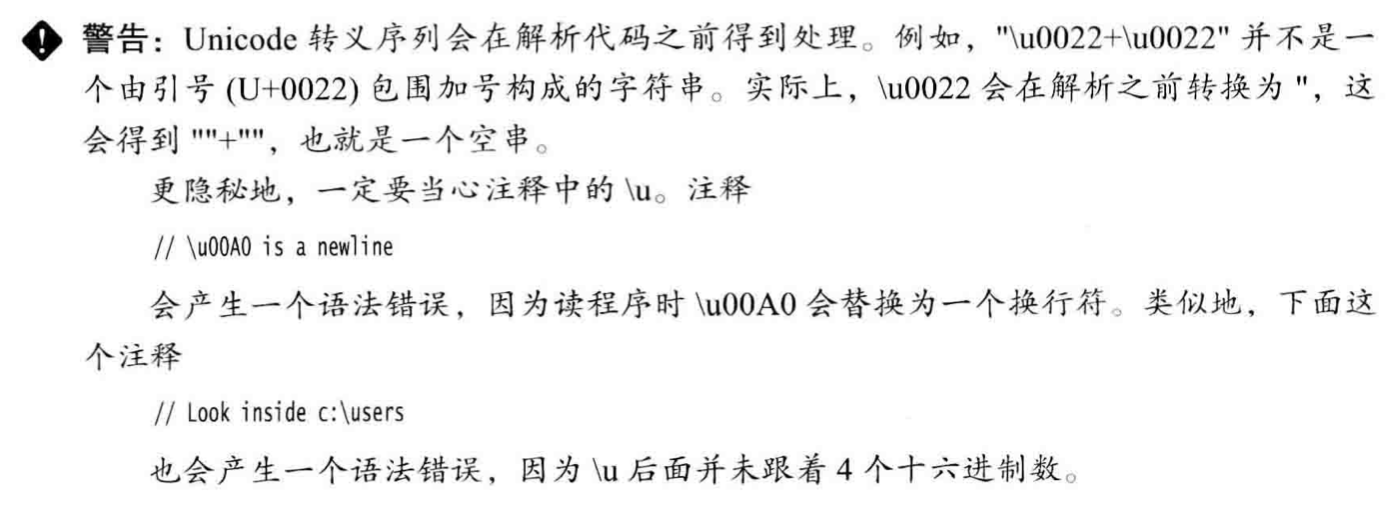 警告：Unicode 转义序列会在解析代码之前得到处理。例如，"\u0022+\u0022" 并不是一
个由引号 (U+0022) 包围加号构成的字符串。实际上，\u0022 会在解析之前转换为 "，这
会得到 ""+""，也就是一个空串。
更隐秘地，一定要当心注释中的 \u。注释
// \u00A0 is a newline
会产生一个语法错误，因为读程序时 \u00A0 会替换为一个换行符。类似地，下面这
个注释
// Look inside c:\users
也会产生一个语法错误，因为 \u 后面并未跟着 4 个十六进制数。